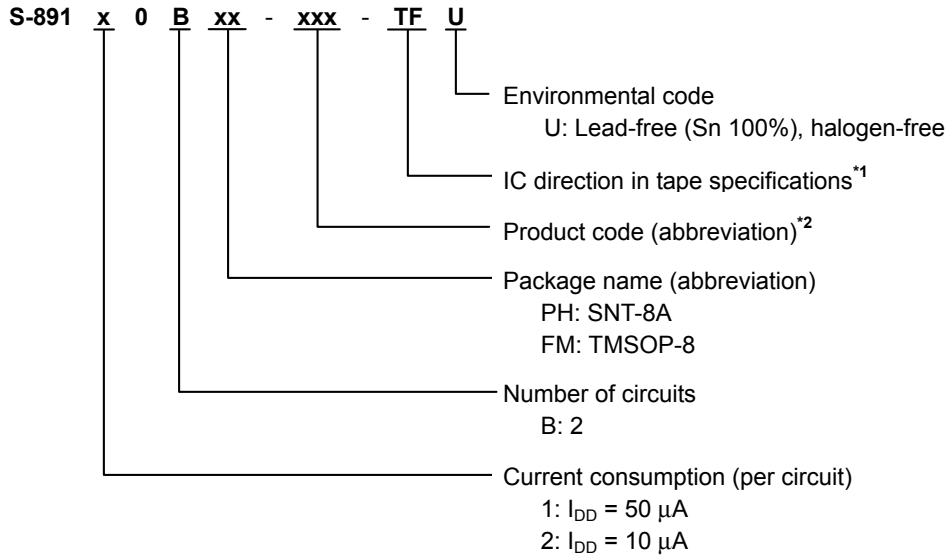 S-891 x 0 B xx - xxx - TF U
Environmental code
U: Lead-free (Sn 100%), halogen-free
IC direction in tape specifications*1
Product code (abbreviation)*2
Package name (abbreviation)
PH: SNT-8A
FM: TMSOP-8
Number of circuits
B: 2
Current consumption (per circuit)
1: IDD = 50 μA
2: IDD = 10 μA